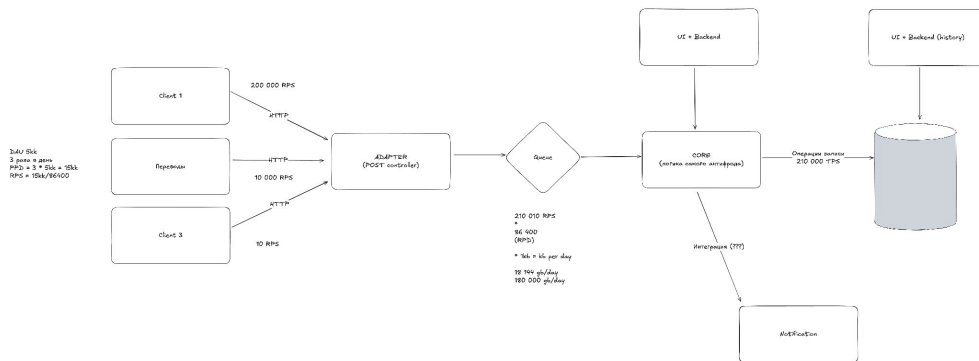 UI + Backend
UI + Backend (history)
Client 1
200 000 RPS
HTTP
DAU 5kk
3 раза в день
RPD = 3 * 5kk = 15kk
RPS = 15kk/86400
Переводы
HTTP
10 000 RPS
ADAPTER
(POST controller)
Queue
CORE
(логика самого антифрода)
Операции записи
210 000 TPS
HTTP
Client 3
10 RPS
210 010 RPS
*
86 400
(RPD)
* 1kb = kb per day
18 144 gb/day
180 000 gb/day
Интеграция (???)
Notification